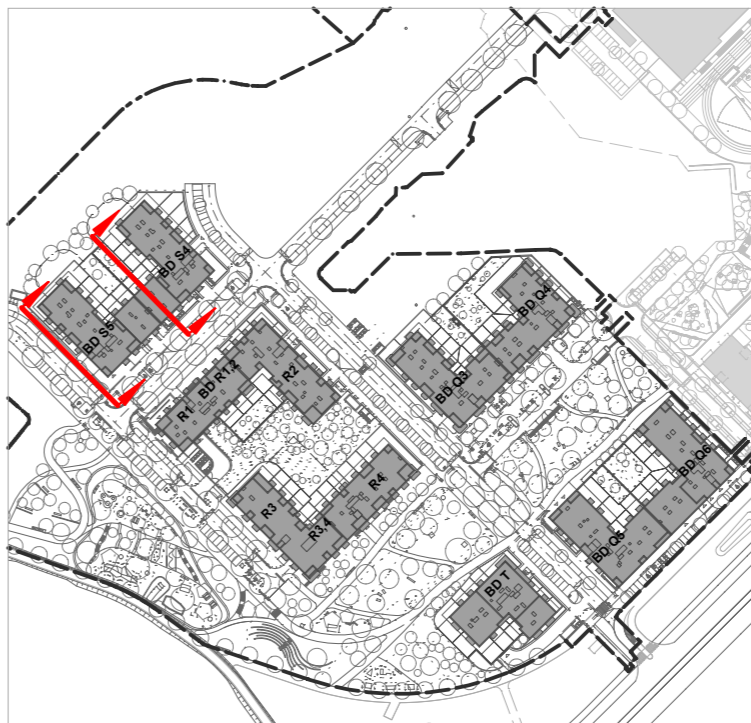 BD S4
BD S5
BD Q4
BD Q3
R1
BD R1,2
R2
R3
R3,4
R4
BD Q6
BD Q5
BD T